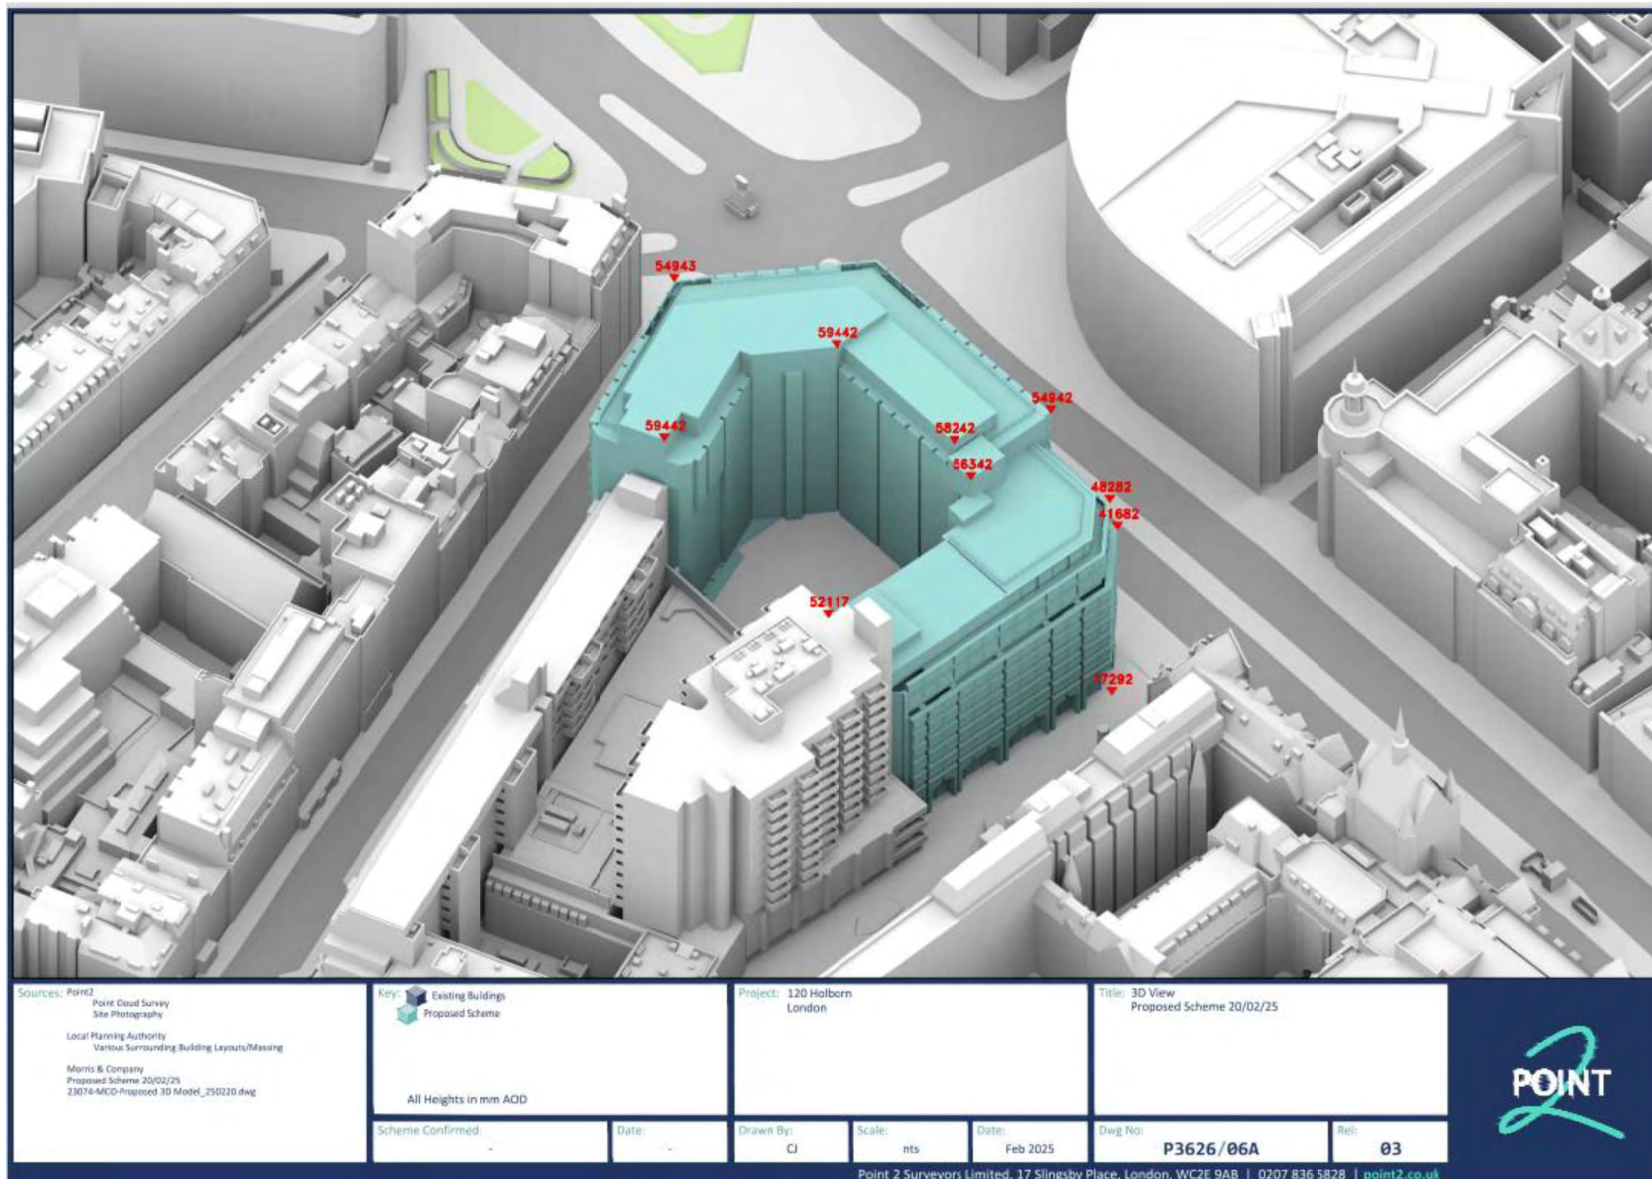 54943
59442
54942
59442
58242
56342
48282
41682
52117
17292
Sources: Point2
Point Cloud Survey
Site Photography
Local Planning Authority
Various Surrounding Building Layouts/Massing
Morris & Company
Proposed Scheme 20/02/25
23074-MCO-Proposed 3D Model_250220.dwg
Key: Existing Buildings
Proposed Scheme
All Heights in mm AOD
Project: 120 Holborn
London
Title: 3D View
Proposed Scheme 20/02/25
Scheme Confirmed:
-
Date:
-
Drawn By:
CJ
Scale:
nts
Date:
Feb 2025
Dwg No:
P3626/06A
Rel:
03
2
POINT
Point 2 Surveyors Limited, 17 Slingsby Place, London, WC2E 9AB | 0207 836 5828 | point2.co.uk